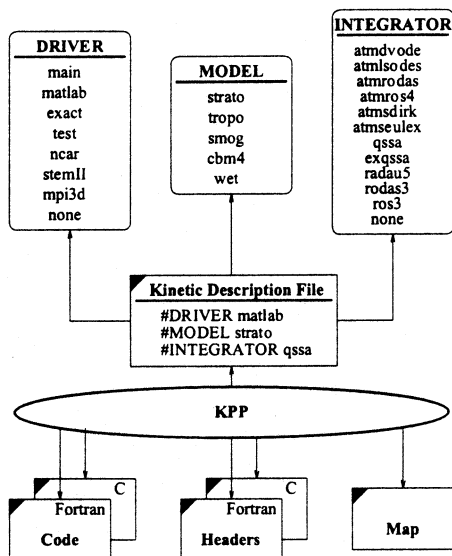 DRIVER
main
matlab
exact
test
ncar
stemII
mpi3d
none
MODEL
strato
tropo
smog
cbm4
wet
INTEGRATOR
atmdvode
atmlsodes
atmrodas
atmros4
atmsdirk
atmseulex
qssa
exqssa
radau5
rodas3
ros3
none
Kinetic Description File
#DRIVER matlab
#MODEL strato
#INTEGRATOR qssa
KPP
C
Fortran
Code
C
Fortran
Headers
Map